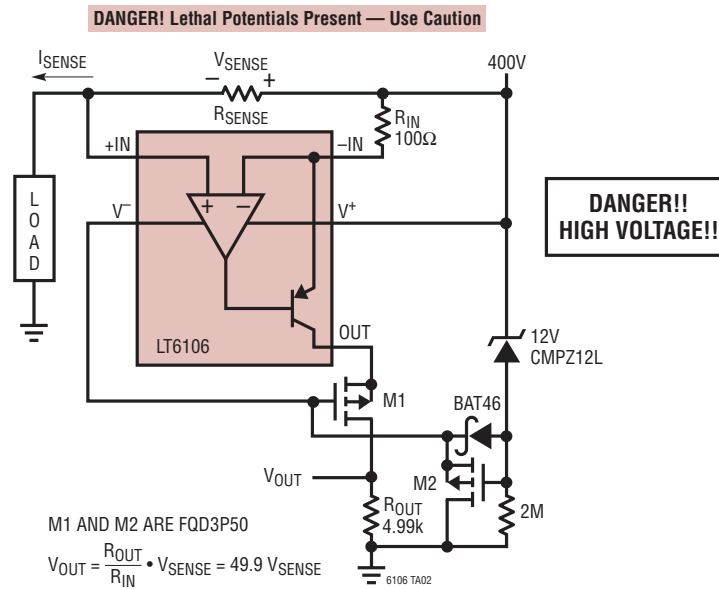 DANGER! Lethal Potentials Present — Use Caution
ISENSE
VSENSE
400V
–
+
RSENSE
RIN
100Ω
+IN
–IN
LOAD
V–
+
–
V+
DANGER!!
HIGH VOLTAGE!!
OUT
LT6106
12V
CMPZ12L
M1
BAT46
VOUT
M2
ROUT
4.99k
2M
M1 AND M2 ARE FQD3P50
VOUT = ROUT/RIN • VSENSE = 49.9 VSENSE
6106 TA02